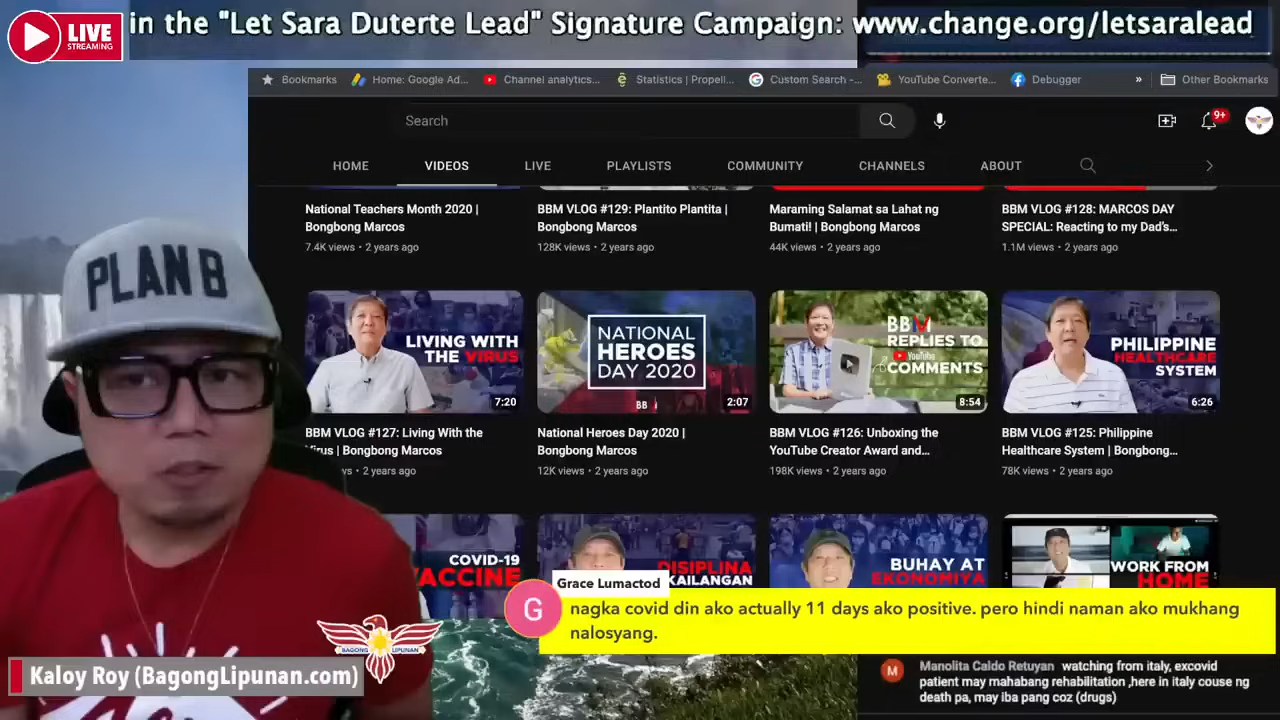 LIVE
STREAMING
in the "Let Sara Duterte Lead" Signature Campaign: www.change.org/letsaralead
Bookmarks
Home: Google Ad...
Channel analytics...
Statistics | Propell...
Custom Search -...
YouTube Converte...
Debugger
»
Other Bookmarks
Search
9+
HOME
VIDEOS
LIVE
PLAYLISTS
COMMUNITY
CHANNELS
ABOUT
National Teachers Month 2020 |
Bongbong Marcos
7.4K views • 2 years ago
BBM VLOG #129: Plantito Plantita |
Bongbong Marcos
128K views • 2 years ago
Maraming Salamat sa Lahat ng
Bumati! | Bongbong Marcos
44K views • 2 years ago
BBM VLOG #128: MARCOS DAY
SPECIAL: Reacting to my Dad's...
1.1M views • 2 years ago
PLAN B
LIVING WITH
THE VIRUS
7:20
NATIONAL
HEROES
DAY 2020
BB
2:07
BBM
REPLIES TO
YouTube
COMMENTS
8:54
PHILIPPINE
HEALTHCARE
SYSTEM
6:26
BBM VLOG #127: Living With the
Virus | Bongbong Marcos
2 years ago
National Heroes Day 2020 |
Bongbong Marcos
12K views • 2 years ago
BBM VLOG #126: Unboxing the
YouTube Creator Award and...
198K views • 2 years ago
BBM VLOG #125: Philippine
Healthcare System | Bongbong...
78K views • 2 years ago
COVID-19
VACCINE
DISIPLINA
KAILANGAN
BUHAY AT
EKONOMIYA
WORK FROM
HOME
Grace Lumactod
G
nagka covid din ako actually 11 days ako positive. pero hindi naman ako mukhang
nalosyang.
BAGONG LIPUNAN
Kaloy Roy (BagongLipunan.com)
M
Manolita Caldo Retuyan watching from italy, excovid
patient may mahabang rehabilitation ,here in italy couse ng
death pa, may iba pang coz (drugs)